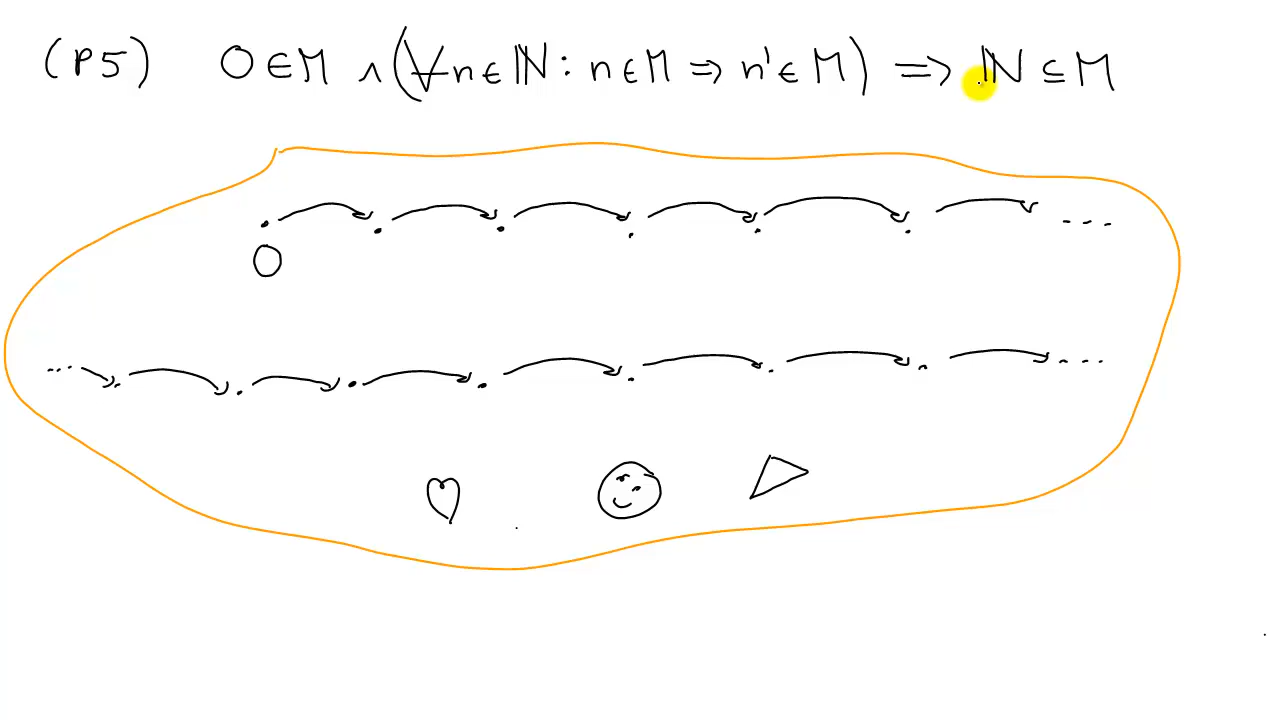 (P5) 0 ∈ M ∧ (∀n ∈ ℕ : n ∈ M ⇒ n' ∈ M) ⇒ ℕ ⊆ M
...
0
... ...